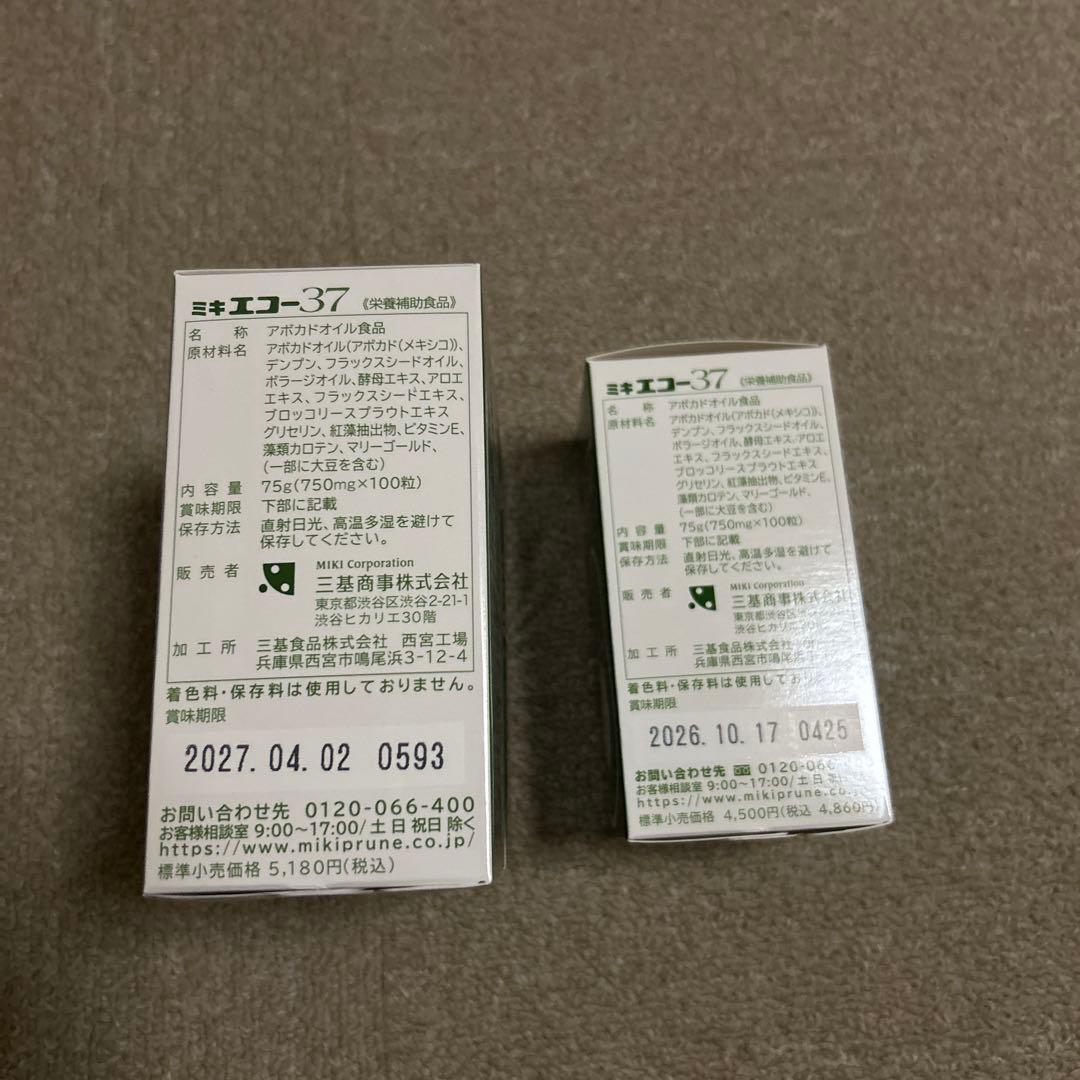 ミキエコー37 《栄養補助食品》
名称 アボカドオイル食品
原材料名 アボカドオイル(アボカド(メキシコ))、
デンプン、フラックスシードオイル、
ボラージオイル、酵母エキス、アロエ
エキス、フラックスシードエキス、
ブロッコリースプラウトエキス
グリセリン、紅藻抽出物、ビタミンE、
藻類カロテン、マリーゴールド、
(一部に大豆を含む)
内容量 75g(750mg×100粒)
賞味期限 下部に記載
保存方法 直射日光、高温多湿を避けて
保存してください。
販売者 MIKI Corporation
三基商事株式会社
東京都渋谷区渋谷2-21-1
渋谷ヒカリエ30階
加工所 三基食品株式会社 西宮工場
兵庫県西宮市鳴尾浜3-12-4
着色料・保存料は使用しておりません。
賞味期限
2027.04.02 0593
お問い合わせ先 0120-066-400
お客様相談室 9:00〜17:00/土日祝日除く
https://www.mikiprune.co.jp/
標準小売価格 5,180円(税込)
ミキエコー37 《栄養補助食品》
名称 アボカドオイル食品
原材料名 アボカドオイル(アボカド(メキシコ))、
デンプン、フラックスシードオイル、
ボラージオイル、酵母エキス、アロエ
エキス、フラックスシードエキス、
ブロッコリースプラウトエキス
グリセリン、紅藻抽出物、ビタミンE、
藻類カロテン、マリーゴールド、
(一部に大豆を含む)
内容量 75g(750mg×100粒)
賞味期限 下部に記載
保存方法 直射日光、高温多湿を避けて
保存してください。
販売者 MIKI Corporation
三基商事株式会社
東京都渋谷区渋谷
渋谷ヒカリエ30階
加工所 三基食品株式会社
兵庫県西宮市鳴尾浜
着色料・保存料は使用しており
賞味期限
2026.10.17 0425
お問い合わせ先 0120-066
お客様相談室 9:00〜17:00/土日
https://www.mikiprune.co.j
標準小売価格 4,500円(税込 4,860円)